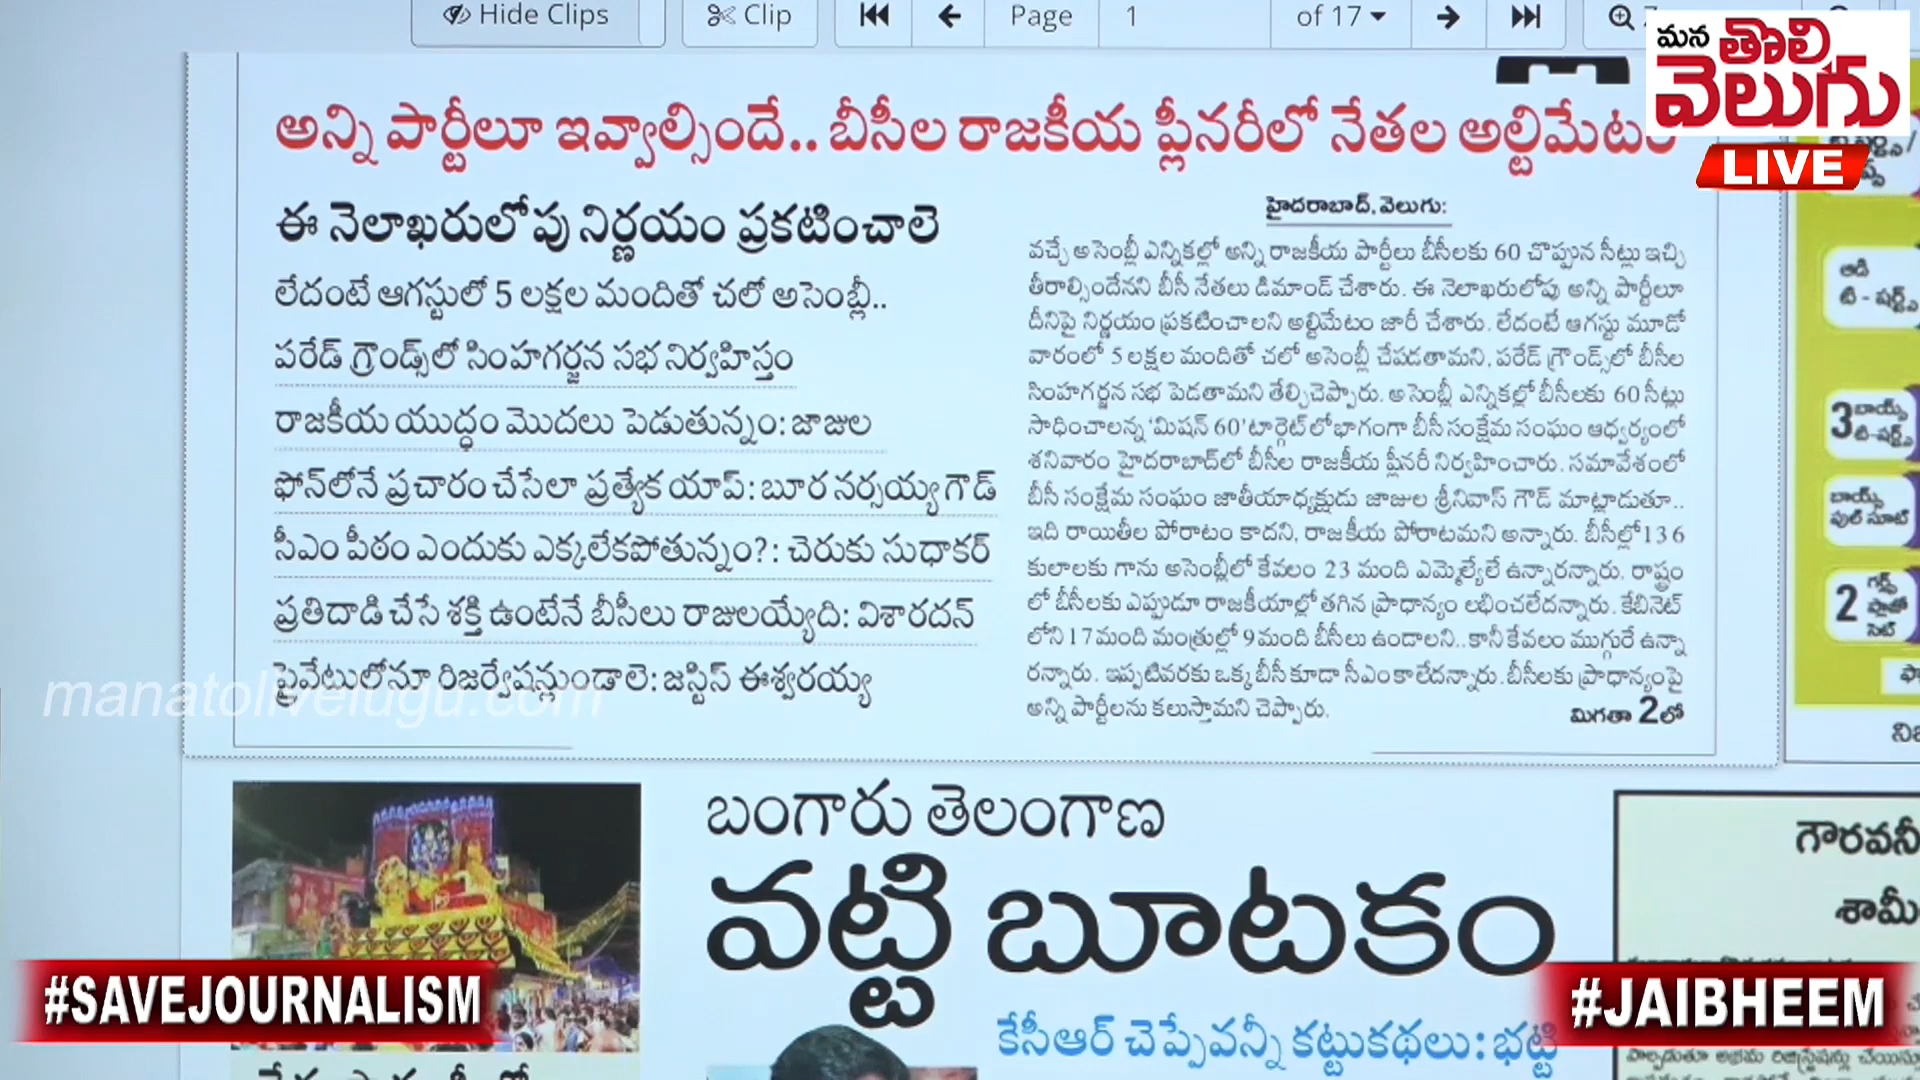 Hide Clips
Clip
Page 1 of 17
మన
తొలి
వెలుగు
LIVE
అన్ని పార్టీలూ ఇవ్వాల్సిందే.. బీసీల రాజకీయ ప్లీనరీలో నేతల అల్టిమేటం
ఈ నెలాఖరులోపు నిర్ణయం ప్రకటించాలె
లేదంటే ఆగస్టులో 5 లక్షల మందితో చలో అసెంబ్లీ..
పరేడ్ గ్రౌండ్స్‌లో సింహగర్జన సభ నిర్వహిస్తం
రాజకీయ యుద్ధం మొదలు పెడుతున్నం: జాజుల
ఫోన్‌లోనే ప్రచారం చేసేలా ప్రత్యేక యాప్: బూర నర్సయ్య గౌడ్
సీఎం పీఠం ఎందుకు ఎక్కలేకపోతున్నం?: చెరుకు సుధాకర్
ప్రతిదాడి చేసే శక్తి ఉంటేనే బీసీలు రాజులయ్యేది: విశారదన్
ప్రైవేటులోనూ రిజర్వేషన్లుండాలె: జస్టిస్ ఈశ్వరయ్య
manatolivelugu.com
హైదరాబాద్, వెలుగు:
వచ్చే అసెంబ్లీ ఎన్నికల్లో అన్ని రాజకీయ పార్టీలు బీసీలకు 60 చొప్పున సీట్లు ఇచ్చి
తీరాల్సిందేనని బీసీ నేతలు డిమాండ్ చేశారు. ఈ నెలాఖరులోపు అన్ని పార్టీలూ
దీనిపై నిర్ణయం ప్రకటించాలని అల్టిమేటం జారీ చేశారు. లేదంటే ఆగస్టు మూడో
వారంలో 5 లక్షల మందితో చలో అసెంబ్లీ చేపడతామని, పరేడ్ గ్రౌండ్స్‌లో బీసీల
సింహగర్జన సభ పెడతామని తేల్చిచెప్పారు. అసెంబ్లీ ఎన్నికల్లో బీసీలకు 60 సీట్లు
సాధించాలన్న ‘మిషన్ 60’ టార్గెట్‌లో భాగంగా బీసీ సంక్షేమ సంఘం ఆధ్వర్యంలో
శనివారం హైదరాబాద్‌లో బీసీల రాజకీయ ప్లీనరీ నిర్వహించారు. సమావేశంలో
బీసీ సంక్షేమ సంఘం జాతీయాధ్యక్షుడు జాజుల శ్రీనివాస్ గౌడ్ మాట్లాడుతూ..
ఇది రాయితీల పోరాటం కాదని, రాజకీయ పోరాటమని అన్నారు. బీసీల్లో 136
కులాలకు గాను అసెంబ్లీలో కేవలం 23 మంది ఎమ్మెల్యేలే ఉన్నారన్నారు. రాష్ట్రం
లో బీసీలకు ఎప్పుడూ రాజకీయాల్లో తగిన ప్రాధాన్యం లభించలేదన్నారు. కేబినెట్
లోని 17 మంది మంత్రుల్లో 9 మంది బీసీలు ఉండాలని.. కానీ కేవలం ముగ్గురే ఉన్నా
రన్నారు. ఇప్పటివరకు ఒక్క బీసీ కూడా సీఎం కాలేదన్నారు. బీసీలకు ప్రాధాన్యంపై
అన్ని పార్టీలను కలుస్తామని చెప్పారు.
మిగతా 2లో
ఆడి
టీ - షర్ట్స్
3 బాయ్స్
టీ-షర్ట్స్
బాయ్స్
ఫుల్ సూట్
2 గర్ల్స్
సెట్
బంగారు తెలంగాణ
వట్టి బూటకం
కేసీఆర్ చెప్పేవన్నీ కట్టుకథలు: భట్టి
గౌరవనీ
శామీ
#SAVEJOURNALISM
#JAIBHEEM